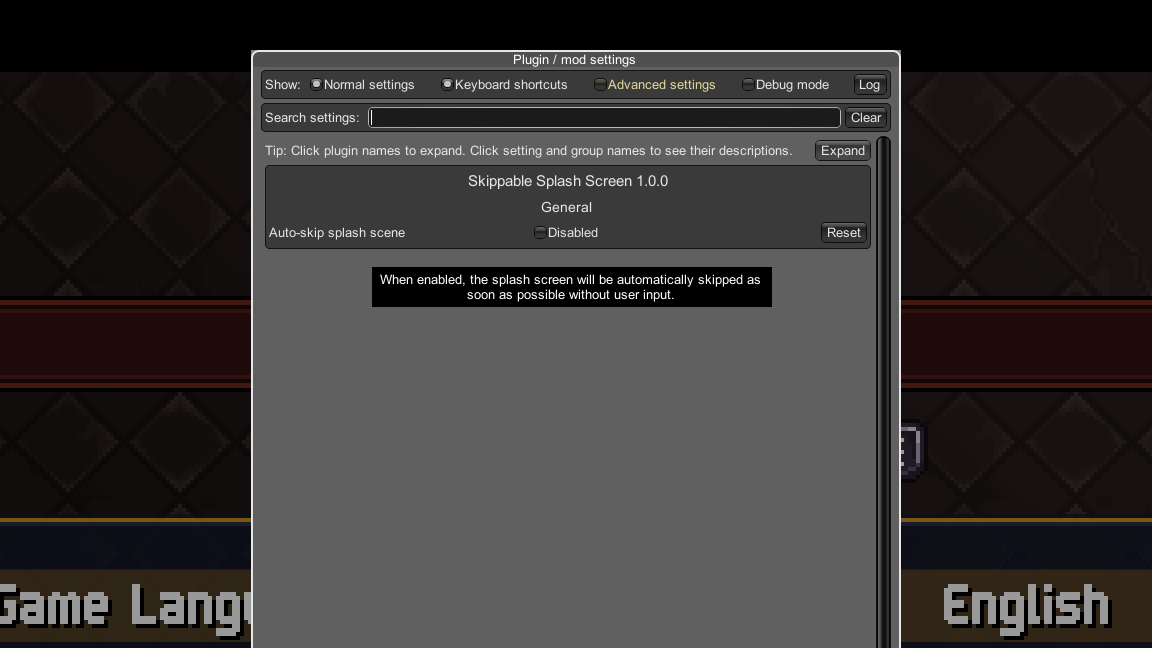 Plugin / mod settings
Show: Normal settings Keyboard shortcuts Advanced settings Debug mode Log
Search settings: Clear
Tip: Click plugin names to expand. Click setting and group names to see their descriptions. Expand
Skippable Splash Screen 1.0.0
General
Auto-skip splash scene Disabled Reset
When enabled, the splash screen will be automatically skipped as
soon as possible without user input.
Game English